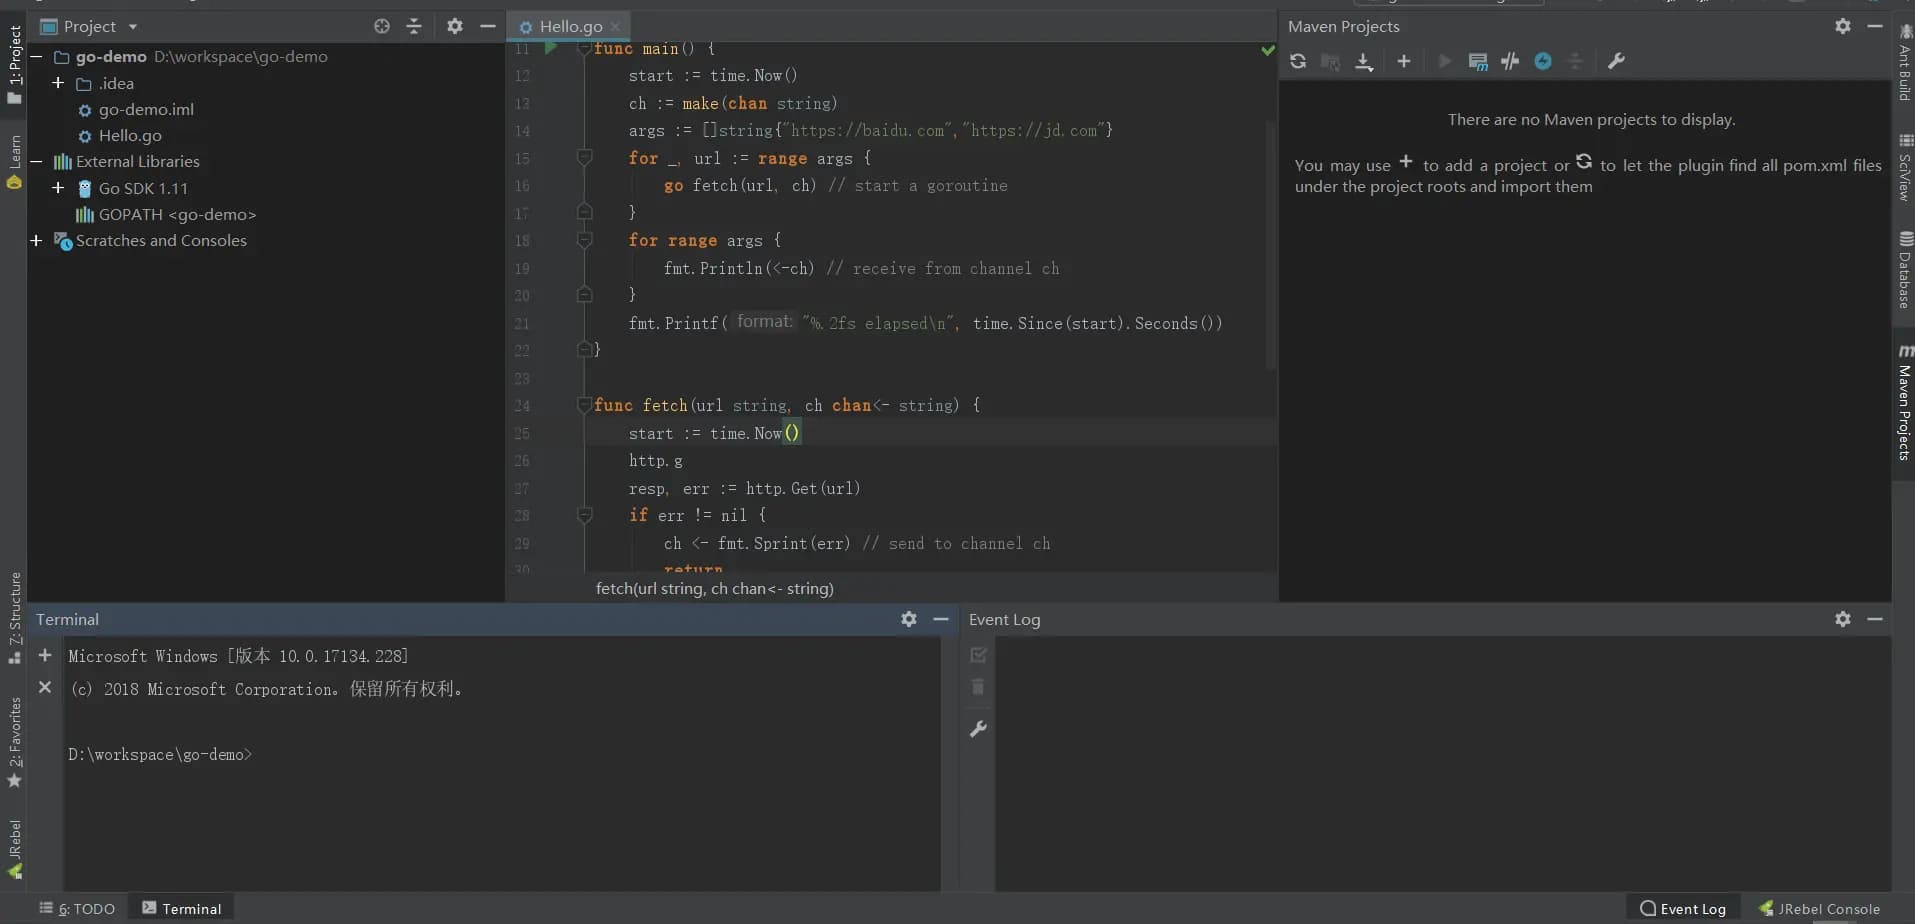 Project
go-demo D:\workspace\go-demo
.idea
go-demo.iml
Hello.go
External Libraries
Go SDK 1.11
GOPATH <go-demo>
Scratches and Consoles
1: Project
Learn
7: Structure
2: Favorites
JRebel
Hello.go
11 func main() {
12 start := time.Now()
13 ch := make(chan string)
14 args := []string{"https://baidu.com","https://jd.com"}
15 for _, url := range args {
16 go fetch(url, ch) // start a goroutine
17 }
18 for range args {
19 fmt.Println(<-ch) // receive from channel ch
20 }
21 fmt.Printf( format: "%.2fs elapsed\n", time.Since(start).Seconds())
22 }
23
24 func fetch(url string, ch chan<- string) {
25 start := time.Now()
26 http.g
27 resp, err := http.Get(url)
28 if err != nil {
29 ch <- fmt.Sprint(err) // send to channel ch
30 return
fetch(url string, ch chan<- string)
Maven Projects
There are no Maven projects to display.
You may use + to add a project or to let the plugin find all pom.xml files
under the project roots and import them
Ant Build
SciView
Database
m Maven Projects
Terminal
Microsoft Windows [版本 10.0.17134.228]
(c) 2018 Microsoft Corporation。保留所有权利。
D:\workspace\go-demo>
Event Log
6: TODO
Terminal
Event Log
JRebel Console